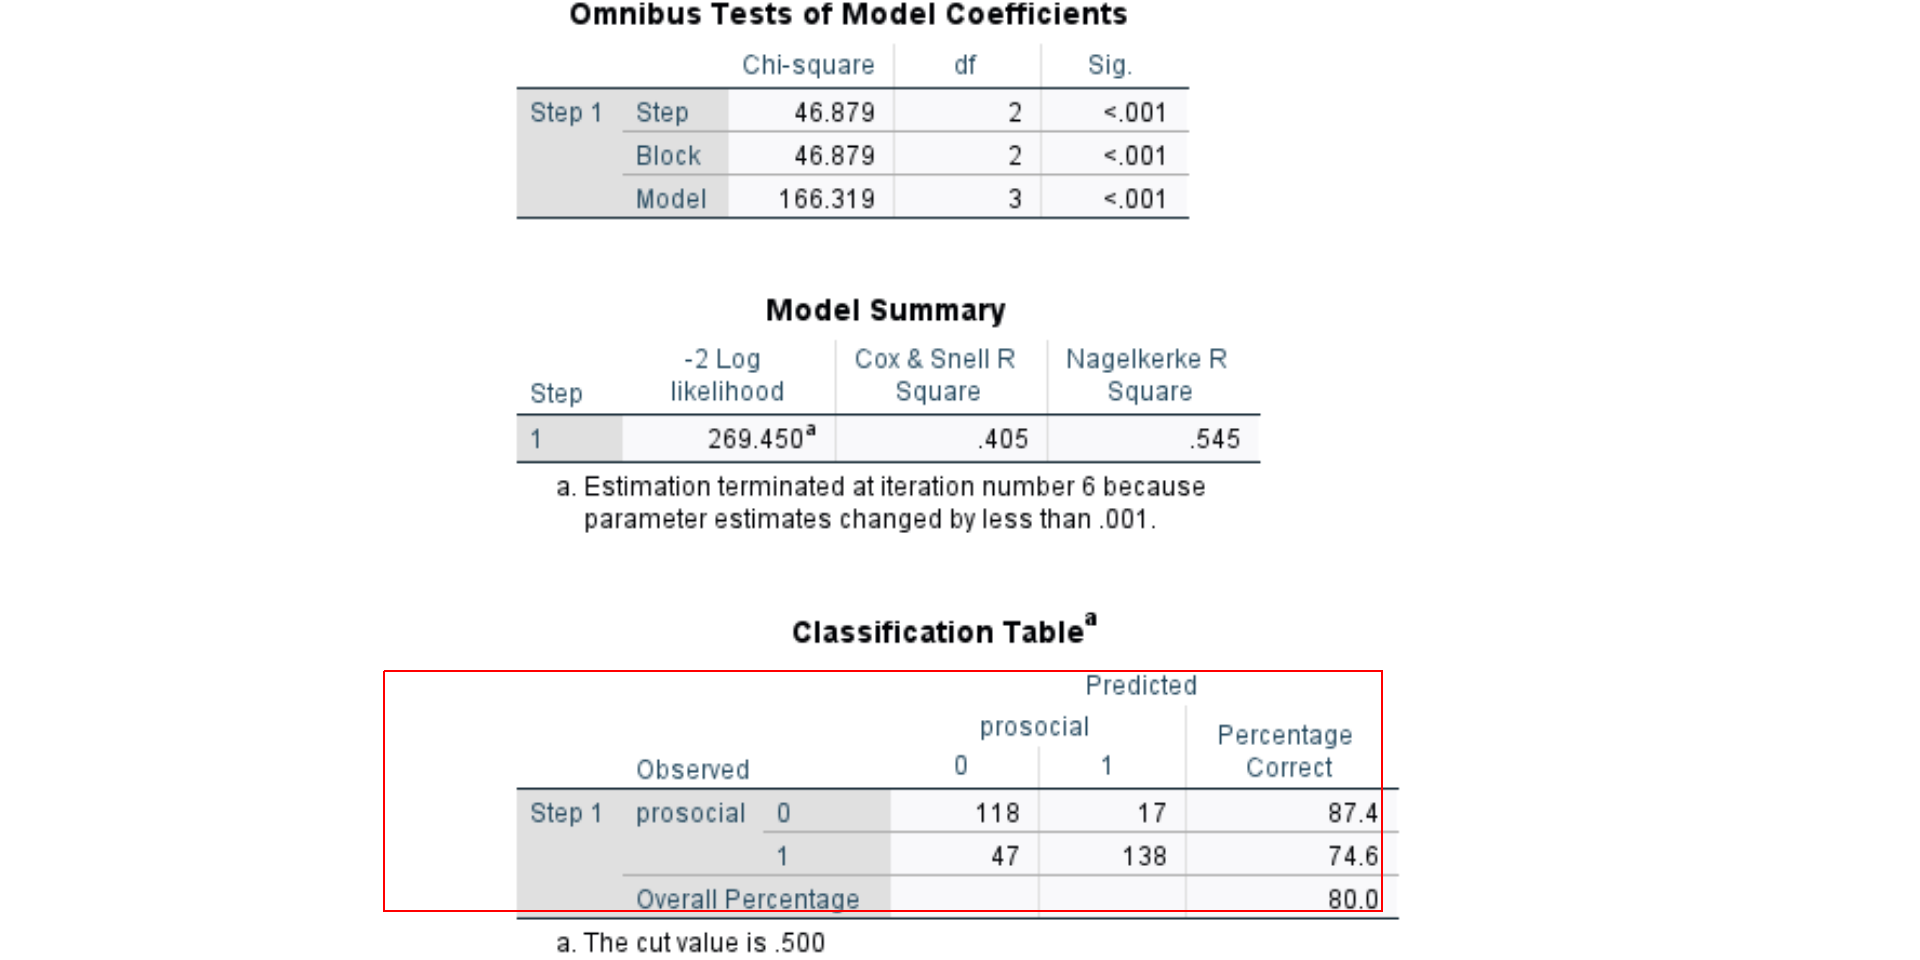 Omnibus Tests of Model Coefficients
Chi-square df Sig.
Step 1 Step 46.879 2 <.001
Block 46.879 2 <.001
Model 166.319 3 <.001
Model Summary
Step -2 Log likelihood Cox & Snell R Square Nagelkerke R Square
1 269.450a .405 .545
a. Estimation terminated at iteration number 6 because
parameter estimates changed by less than .001.
Classification Tablea
Predicted
prosocial Percentage Correct
Observed 0 1
Step 1 prosocial 0 118 17 87.4
1 47 138 74.6
Overall Percentage 80.0
a. The cut value is .500